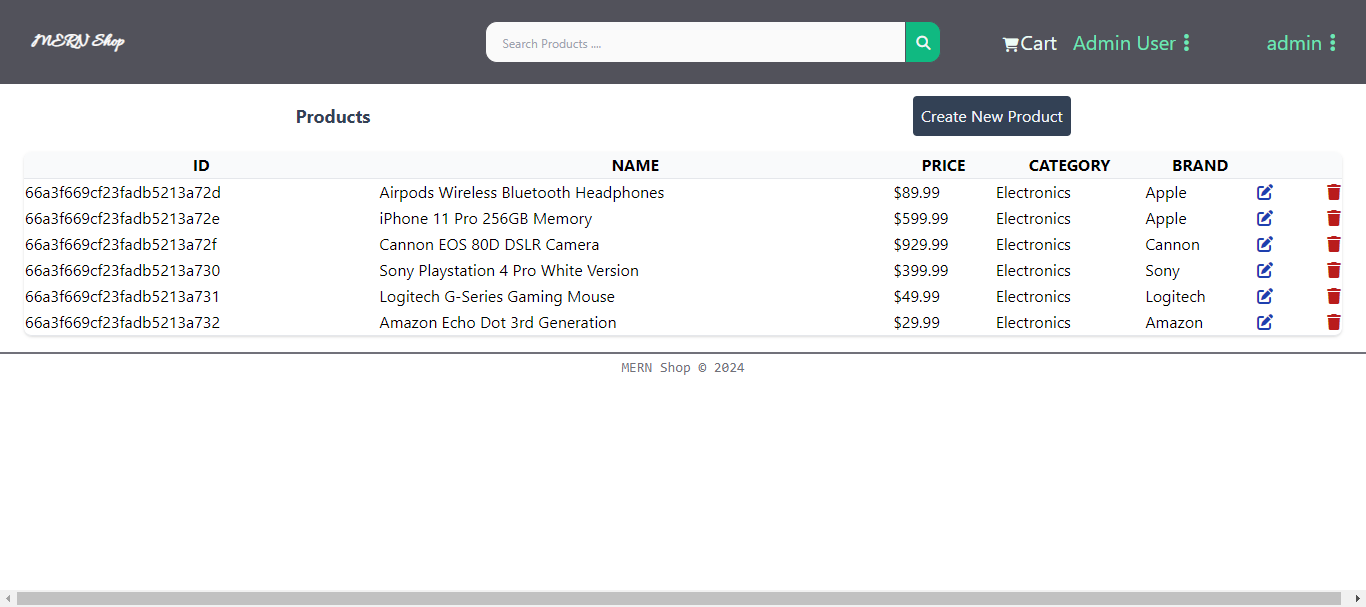 MERN Shop
Search Products ....
Cart
Admin User
admin
Products
Create New Product
ID NAME PRICE CATEGORY BRAND
66a3f669cf23fadb5213a72d Airpods Wireless Bluetooth Headphones $89.99 Electronics Apple
66a3f669cf23fadb5213a72e iPhone 11 Pro 256GB Memory $599.99 Electronics Apple
66a3f669cf23fadb5213a72f Cannon EOS 80D DSLR Camera $929.99 Electronics Cannon
66a3f669cf23fadb5213a730 Sony Playstation 4 Pro White Version $399.99 Electronics Sony
66a3f669cf23fadb5213a731 Logitech G-Series Gaming Mouse $49.99 Electronics Logitech
66a3f669cf23fadb5213a732 Amazon Echo Dot 3rd Generation $29.99 Electronics Amazon
MERN Shop © 2024